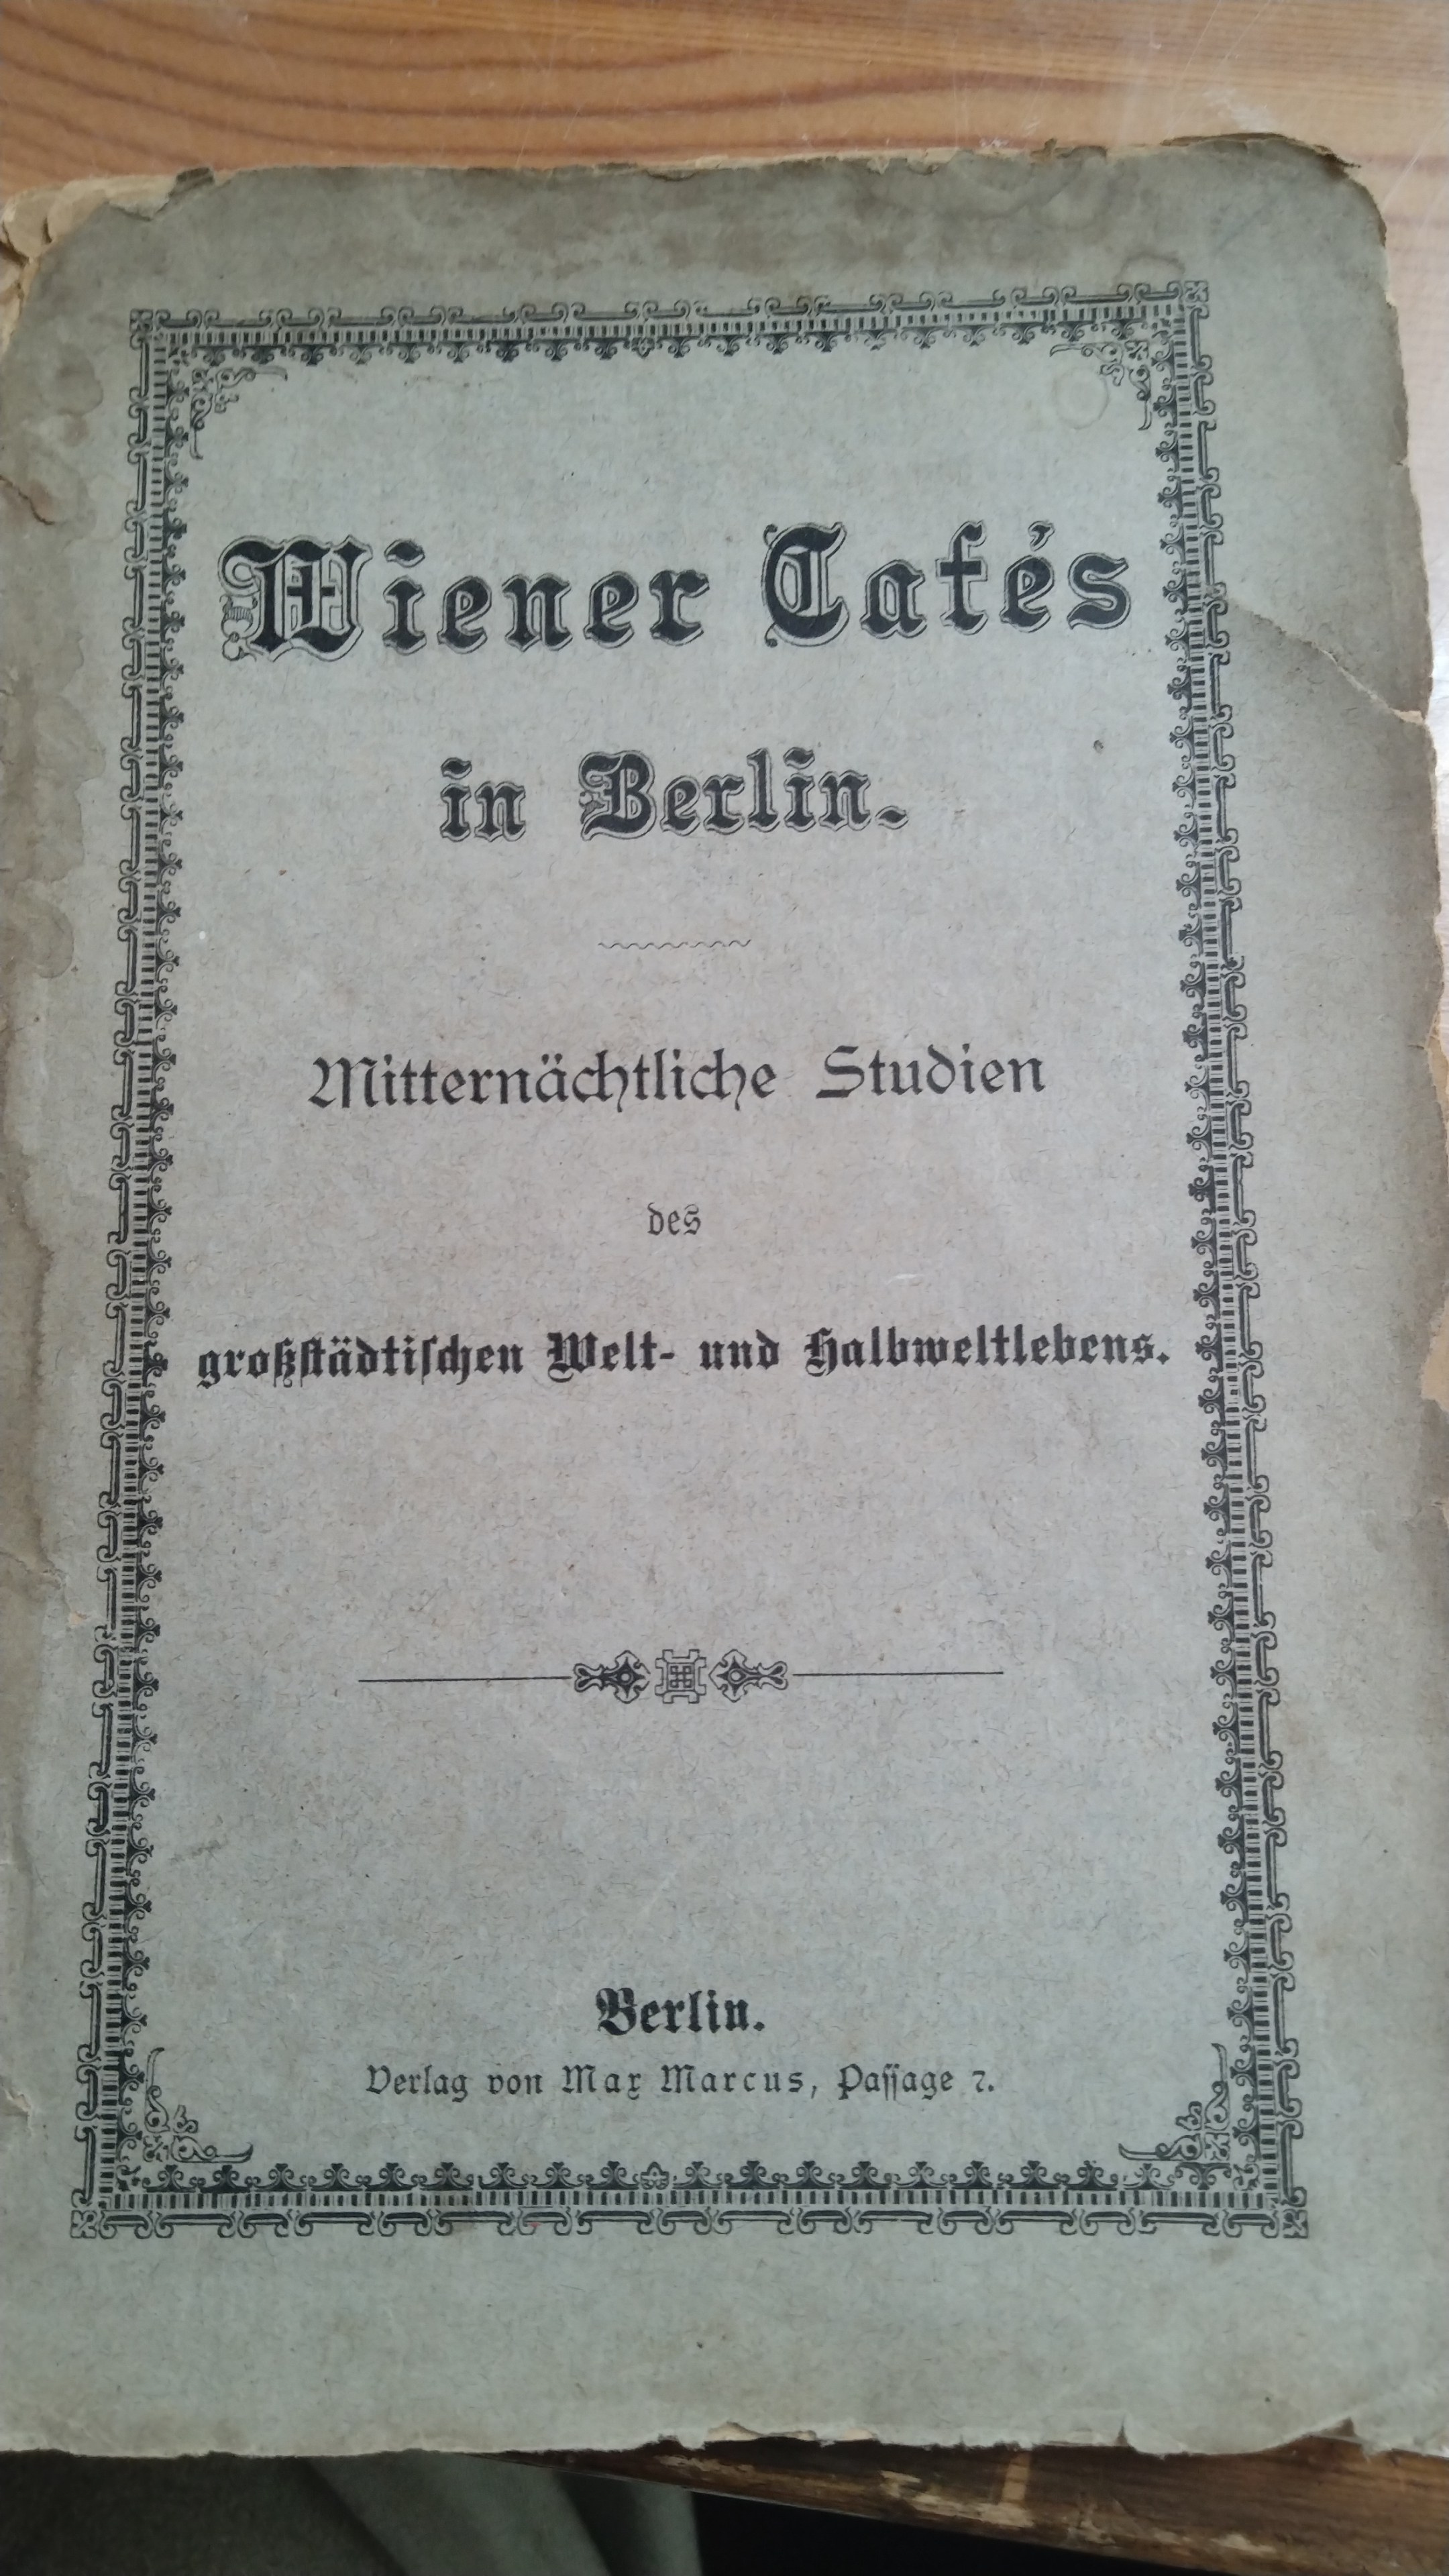 Wiener Cafés
in Berlin.
Mitternächtliche Studien
des
großſtädtiſchen Welt- und Halbweltlebens.
Berlin.
Verlag von Max Marcus, Paſſage 7.